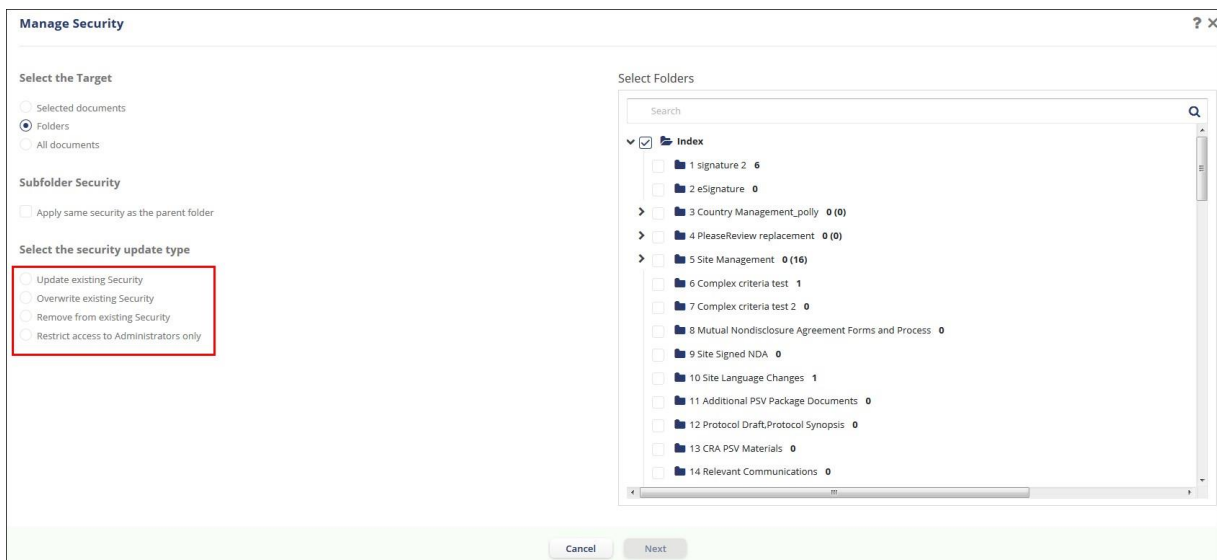 Manage Security
? ×
Select the Target
Selected documents
Folders
All documents
Subfolder Security
Apply same security as the parent folder
Select the security update type
Update existing Security
Overwrite existing Security
Remove from existing Security
Restrict access to Administrators only
Select Folders
Search
Index
1 signature 2 6
2 eSignature 0
3 Country Management_polly 0 (0)
4 PleaseReview replacement 0 (0)
5 Site Management 0 (16)
6 Complex criteria test 1
7 Complex criteria test 2 0
8 Mutual Nondisclosure Agreement Forms and Process 0
9 Site Signed NDA 0
10 Site Language Changes 1
11 Additional PSV Package Documents 0
12 Protocol Draft,Protocol Synopsis 0
13 CRA PSV Materials 0
14 Relevant Communications 0
Cancel
Next